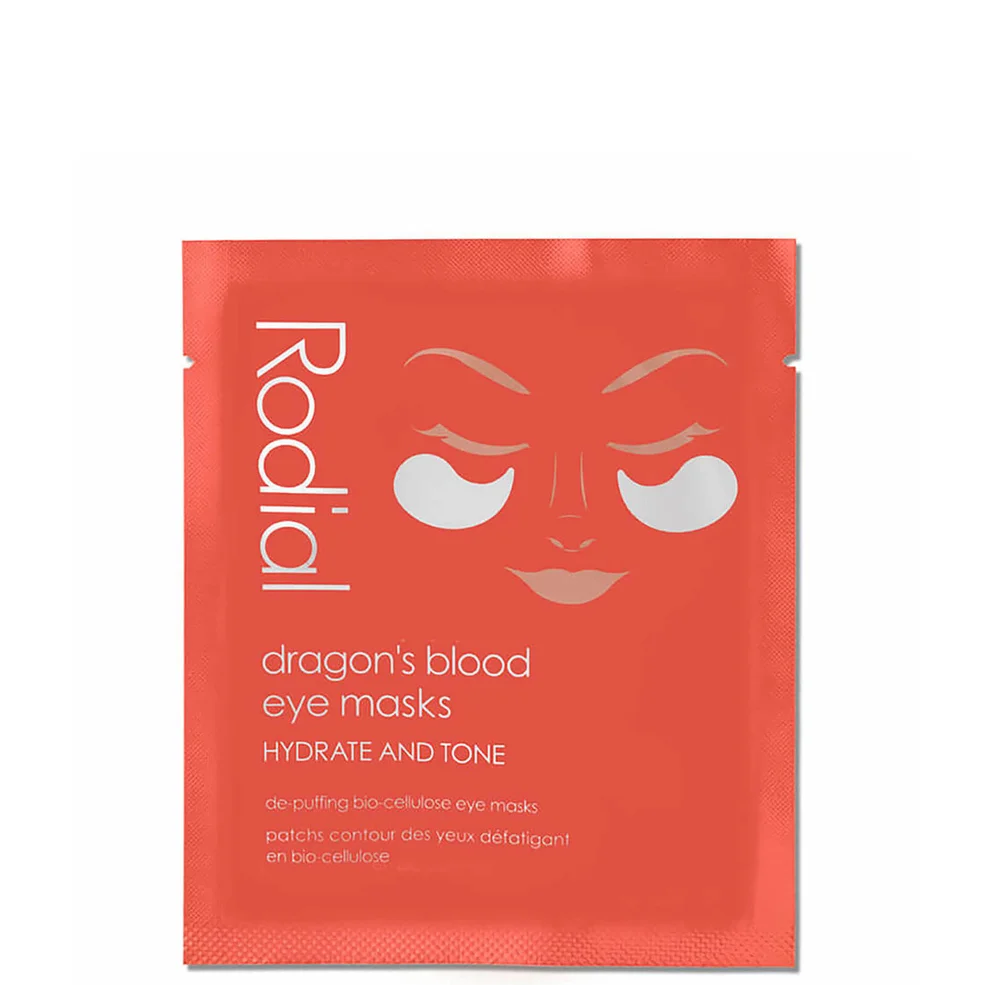 Rodial
dragon's blood
eye masks
HYDRATE AND TONE
de-puffing bio-cellulose eye masks
patchs contour des yeux défatigant
en bio-cellulose